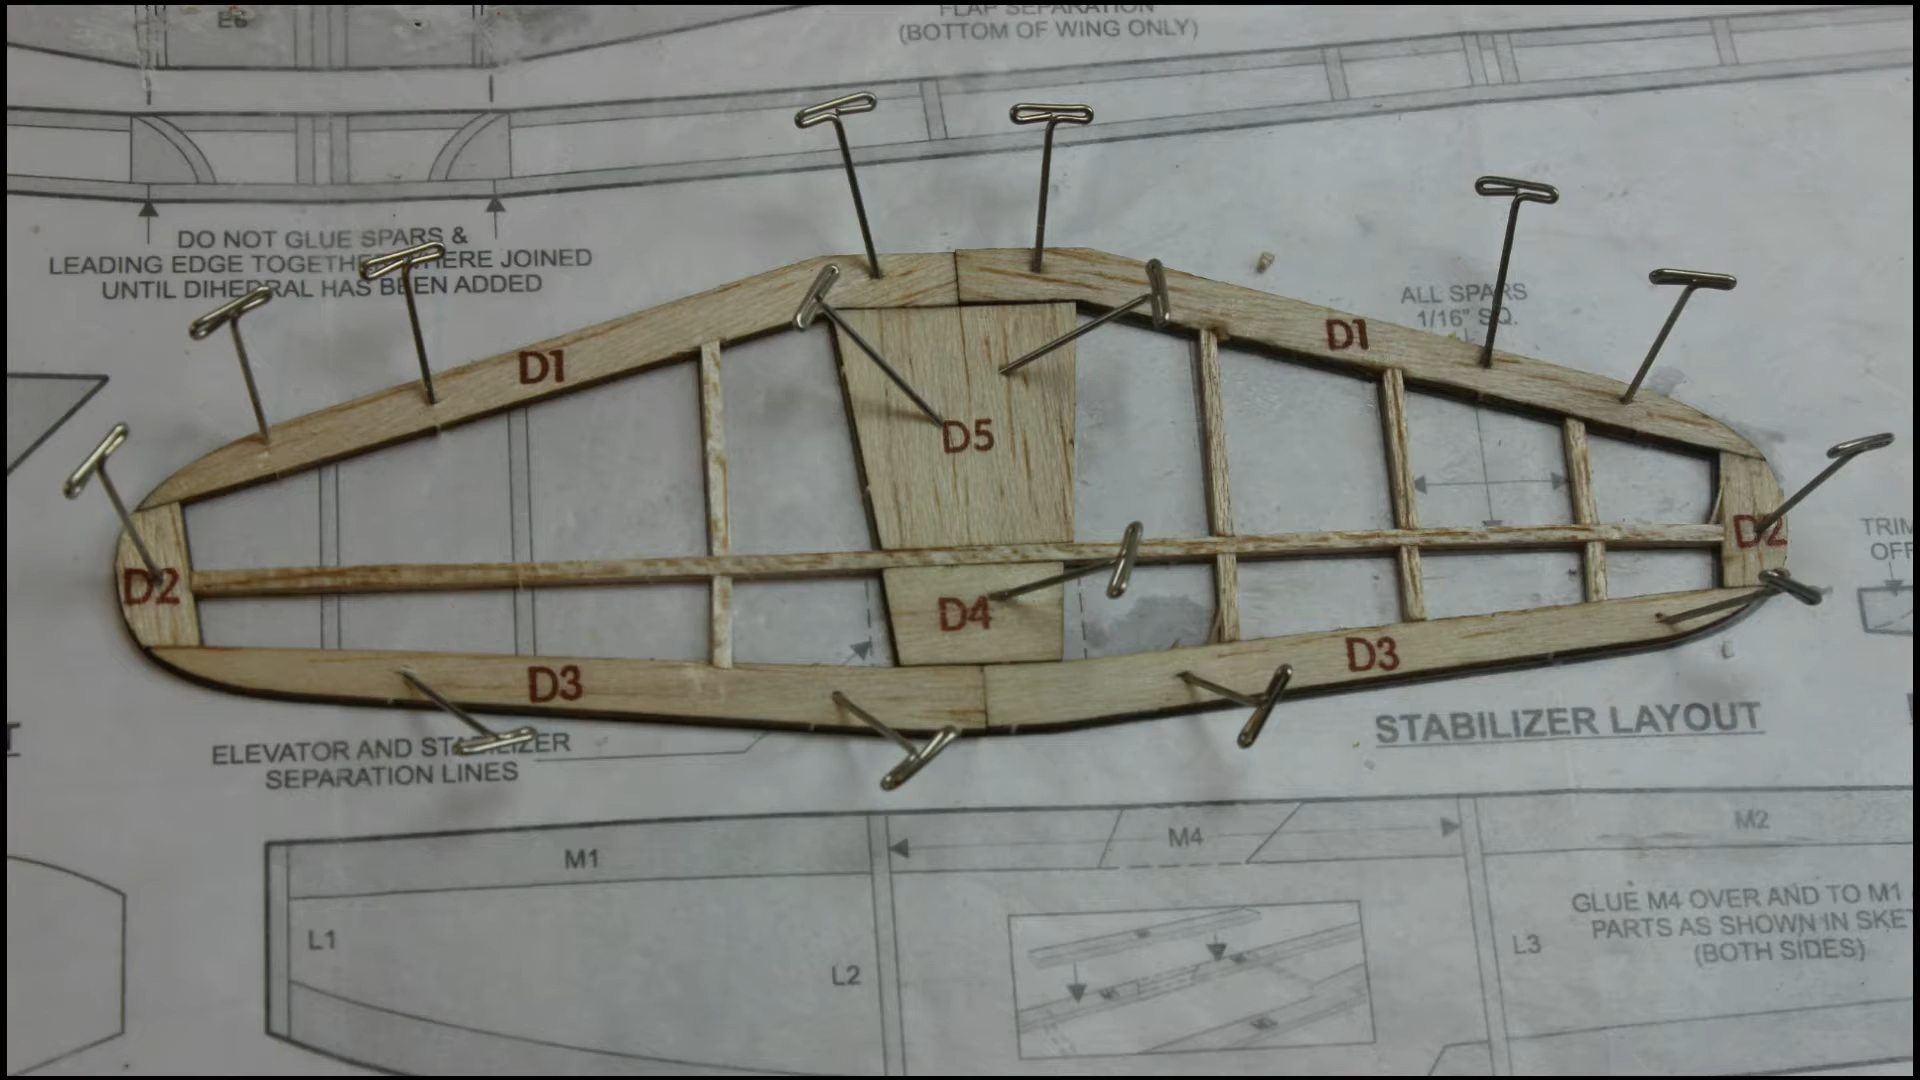 E6
FLAP SEPARATION
(BOTTOM OF WING ONLY)
DO NOT GLUE SPARS &
LEADING EDGE TOGETHER WHERE JOINED
UNTIL DIHEDRAL HAS BEEN ADDED
ALL SPARS
1/16" SQ.
D1
D1
D5
D2
D2
D4
D3
D3
TRIM
OFF
STABILIZER LAYOUT
ELEVATOR AND STABILIZER
SEPARATION LINES
M1
M4
M2
L1
L2
L3
GLUE M4 OVER AND TO M1
PARTS AS SHOWN IN SKE
(BOTH SIDES)